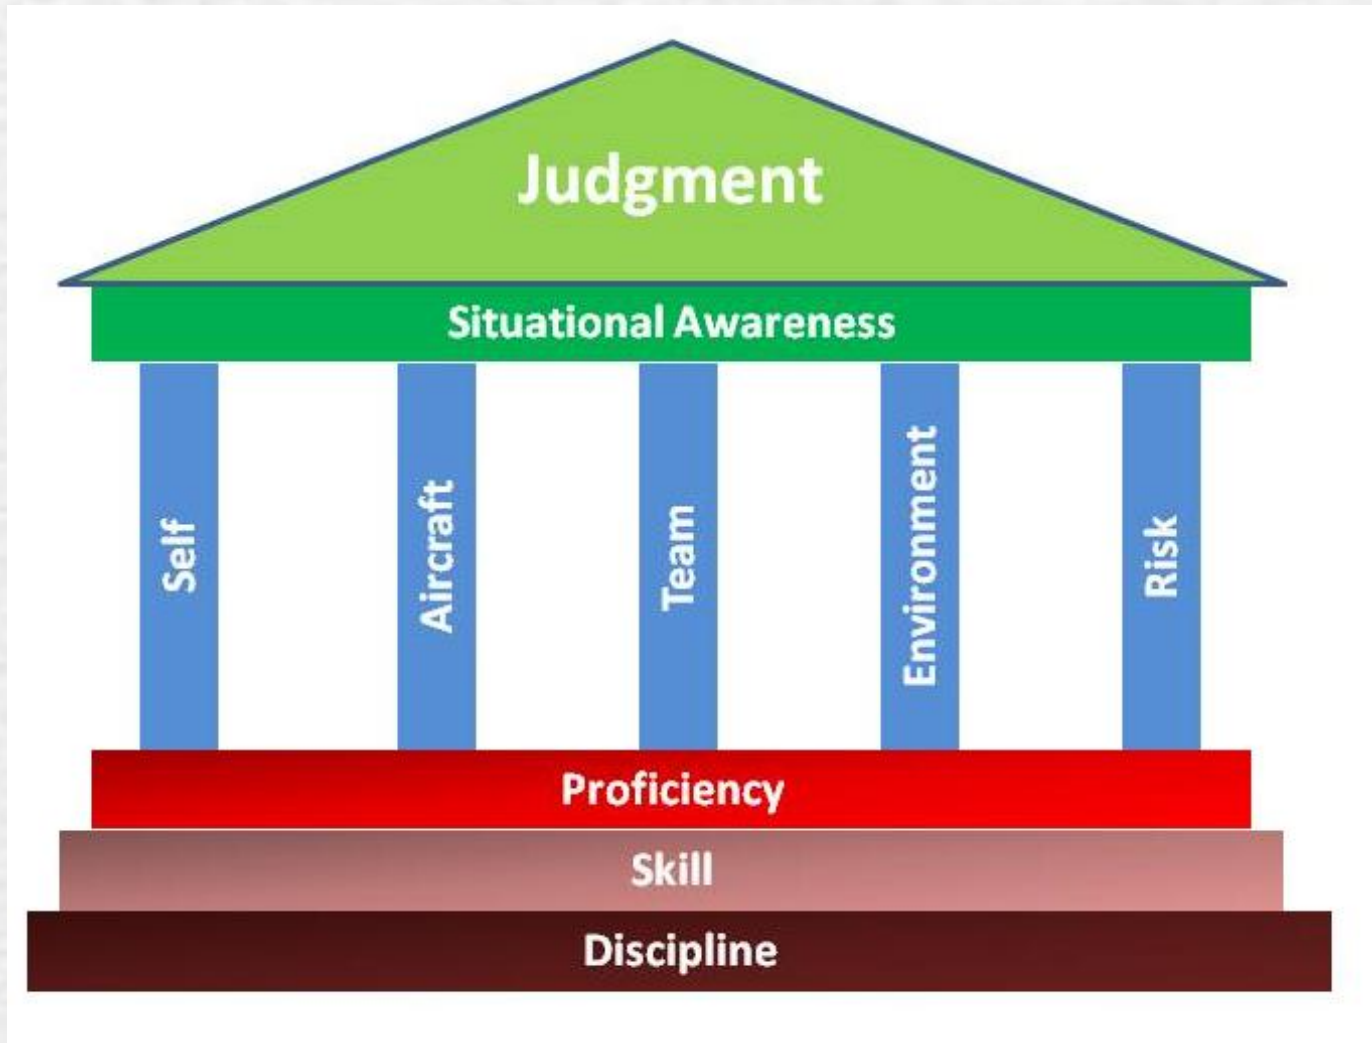 Judgment
Situational Awareness
Self
Aircraft
Team
Environment
Risk
Proficiency
Skill
Discipline